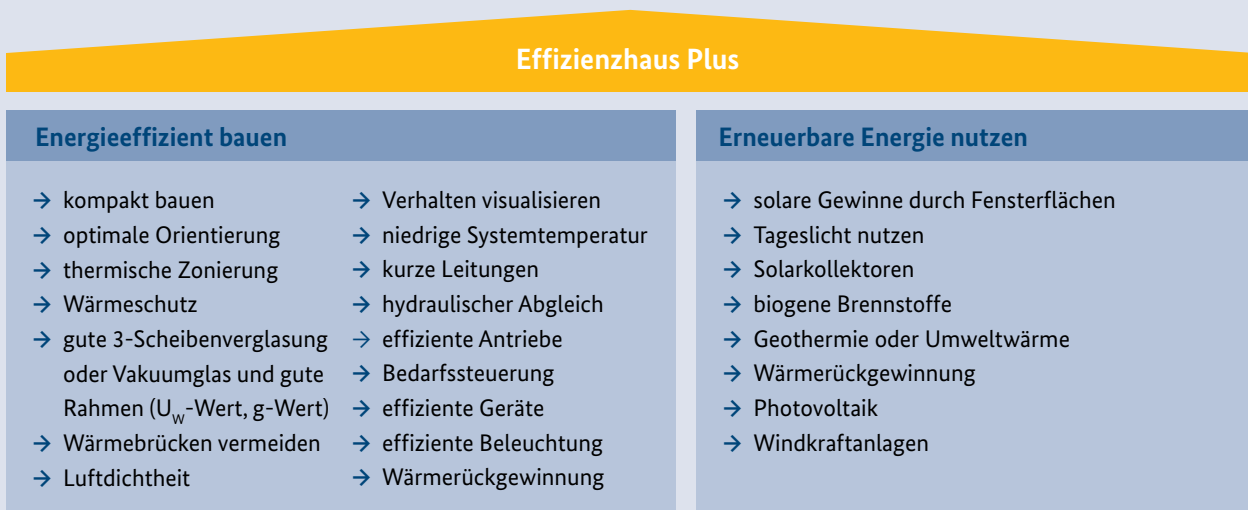 Effizienzhaus Plus
Energieeffizient bauen
→ kompakt bauen
→ optimale Orientierung
→ thermische Zonierung
→ Wärmeschutz
→ gute 3-Scheibenverglasung
oder Vakuumglas und gute
Rahmen (Uw-Wert, g-Wert)
→ Wärmebrücken vermeiden
→ Luftdichtheit
→ Verhalten visualisieren
→ niedrige Systemtemperatur
→ kurze Leitungen
→ hydraulischer Abgleich
→ effiziente Antriebe
→ Bedarfssteuerung
→ effiziente Geräte
→ effiziente Beleuchtung
→ Wärmerückgewinnung
Erneuerbare Energie nutzen
→ solare Gewinne durch Fensterflächen
→ Tageslicht nutzen
→ Solarkollektoren
→ biogene Brennstoffe
→ Geothermie oder Umweltwärme
→ Wärmerückgewinnung
→ Photovoltaik
→ Windkraftanlagen